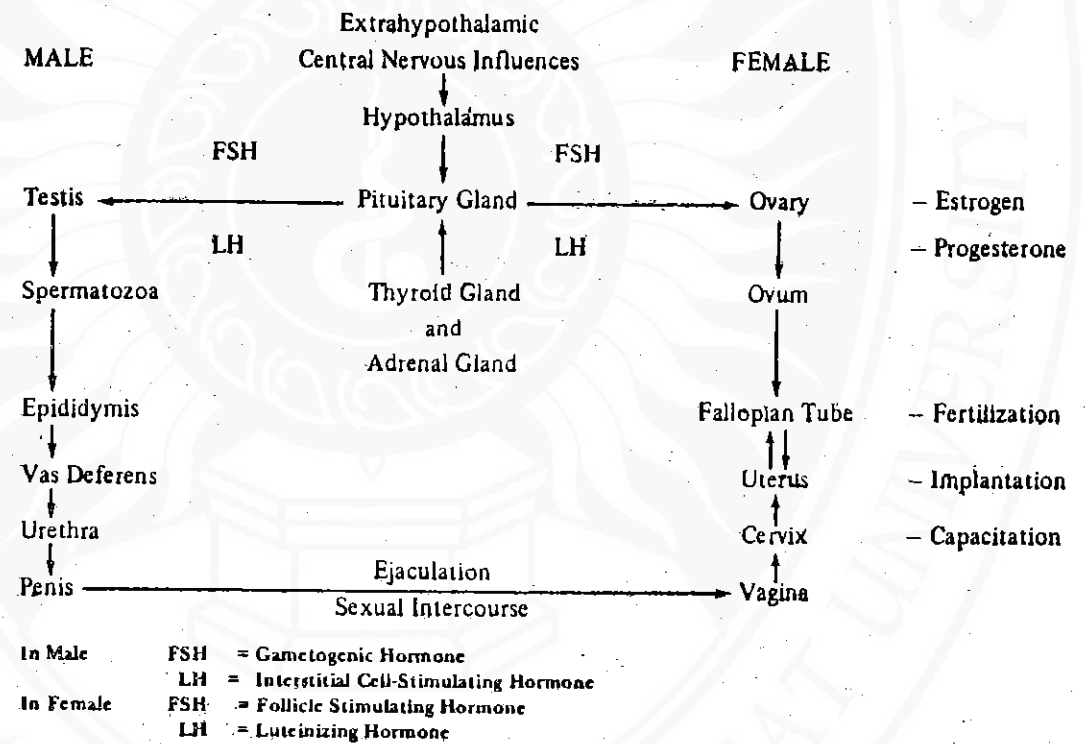 Extrahypothalamic
MALE Central Nervous Influences FEMALE
Hypothalamus
FSH FSH
Testis Pituitary Gland Ovary – Estrogen
LH LH – Progesterone
Spermatozoa Thyroid Gland Ovum
and
Adrenal Gland
Epididymis Fallopian Tube – Fertilization
Vas Deferens Uterus – Implantation
Urethra Cervix – Capacitation
Ejaculation
Penis Vagina
Sexual Intercourse
In Male FSH = Gametogenic Hormone
LH = Interstitial Cell-Stimulating Hormone
In Female FSH = Follicle Stimulating Hormone
LH = Luteinizing Hormone
UNIVERSITY